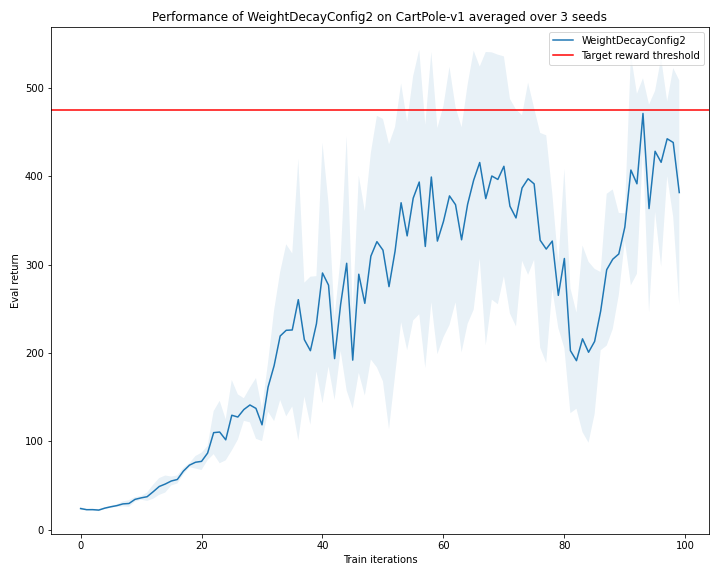 Performance of WeightDecayConfig2 on CartPole-v1 averaged over 3 seeds
WeightDecayConfig2
Target reward threshold
Eval return
500
400
300
200
100
0
0 20 40 60 80 100
Train iterations